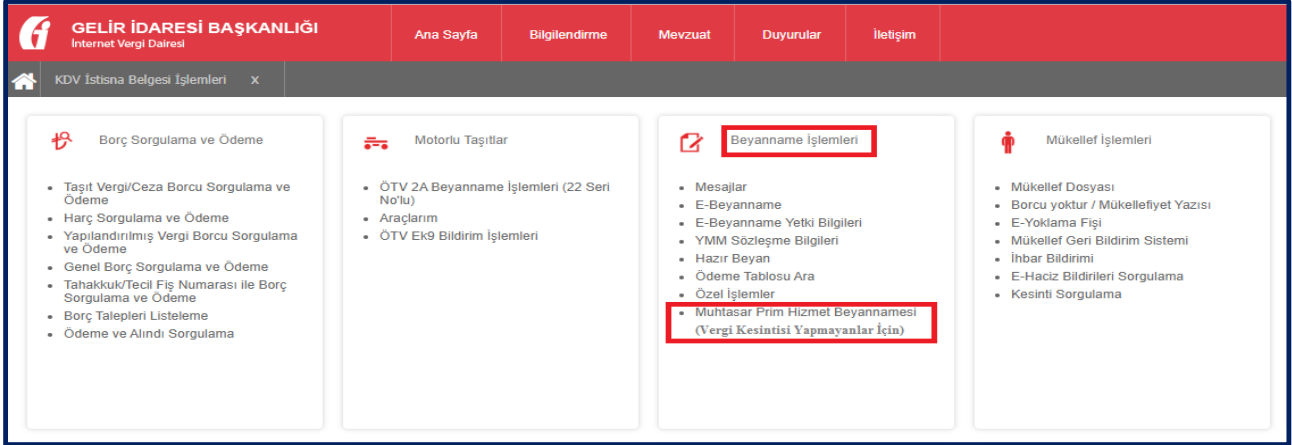 GELİR İDARESİ BAŞKANLIĞI
İnternet Vergi Dairesi
Ana Sayfa
Bilgilendirme
Mevzuat
Duyurular
İletişim
KDV İstisna Belgesi İşlemleri X
Borç Sorgulama ve Ödeme
Taşıt Vergi/Ceza Borcu Sorgulama ve
Ödeme
Harç Sorgulama ve Ödeme
Yapılandırılmış Vergi Borcu Sorgulama
ve Ödeme
Genel Borç Sorgulama ve Ödeme
Tahakkuk/Tecil Fiş Numarası ile Borç
Sorgulama ve Ödeme
Borç Talepleri Listeleme
Ödeme ve Alındı Sorgulama
Motorlu Taşıtlar
ÖTV 2A Beyanname İşlemleri (22 Seri
No'lu)
Araçlarım
ÖTV Ek9 Bildirim İşlemleri
Beyanname İşlemleri
Mesajlar
E-Beyanname
E-Beyanname Yetki Bilgileri
YMM Sözleşme Bilgileri
Hazır Beyan
Ödeme Tablosu Ara
Özel İşlemler
Muhtasar Prim Hizmet Beyannamesi
(Vergi Kesintisi Yapmayanlar İçin)
Mükellef İşlemleri
Mükellef Dosyası
Borcu yoktur / Mükellefiyet Yazısı
E-Yoklama Fişi
Mükellef Geri Bildirim Sistemi
İhbar Bildirimi
E-Haciz Bildirileri Sorgulama
Kesinti Sorgulama